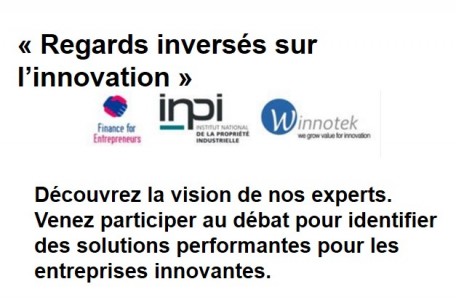 « Regards inversés sur
l’innovation »
Finance for
Entrepreneurs
inpi
INSTITUT NATIONAL
DE LA PROPRIÉTÉ
INDUSTRIELLE
Winnotek
we grow value for innovation
Découvrez la vision de nos experts.
Venez participer au débat pour identifier
des solutions performantes pour les
entreprises innovantes.